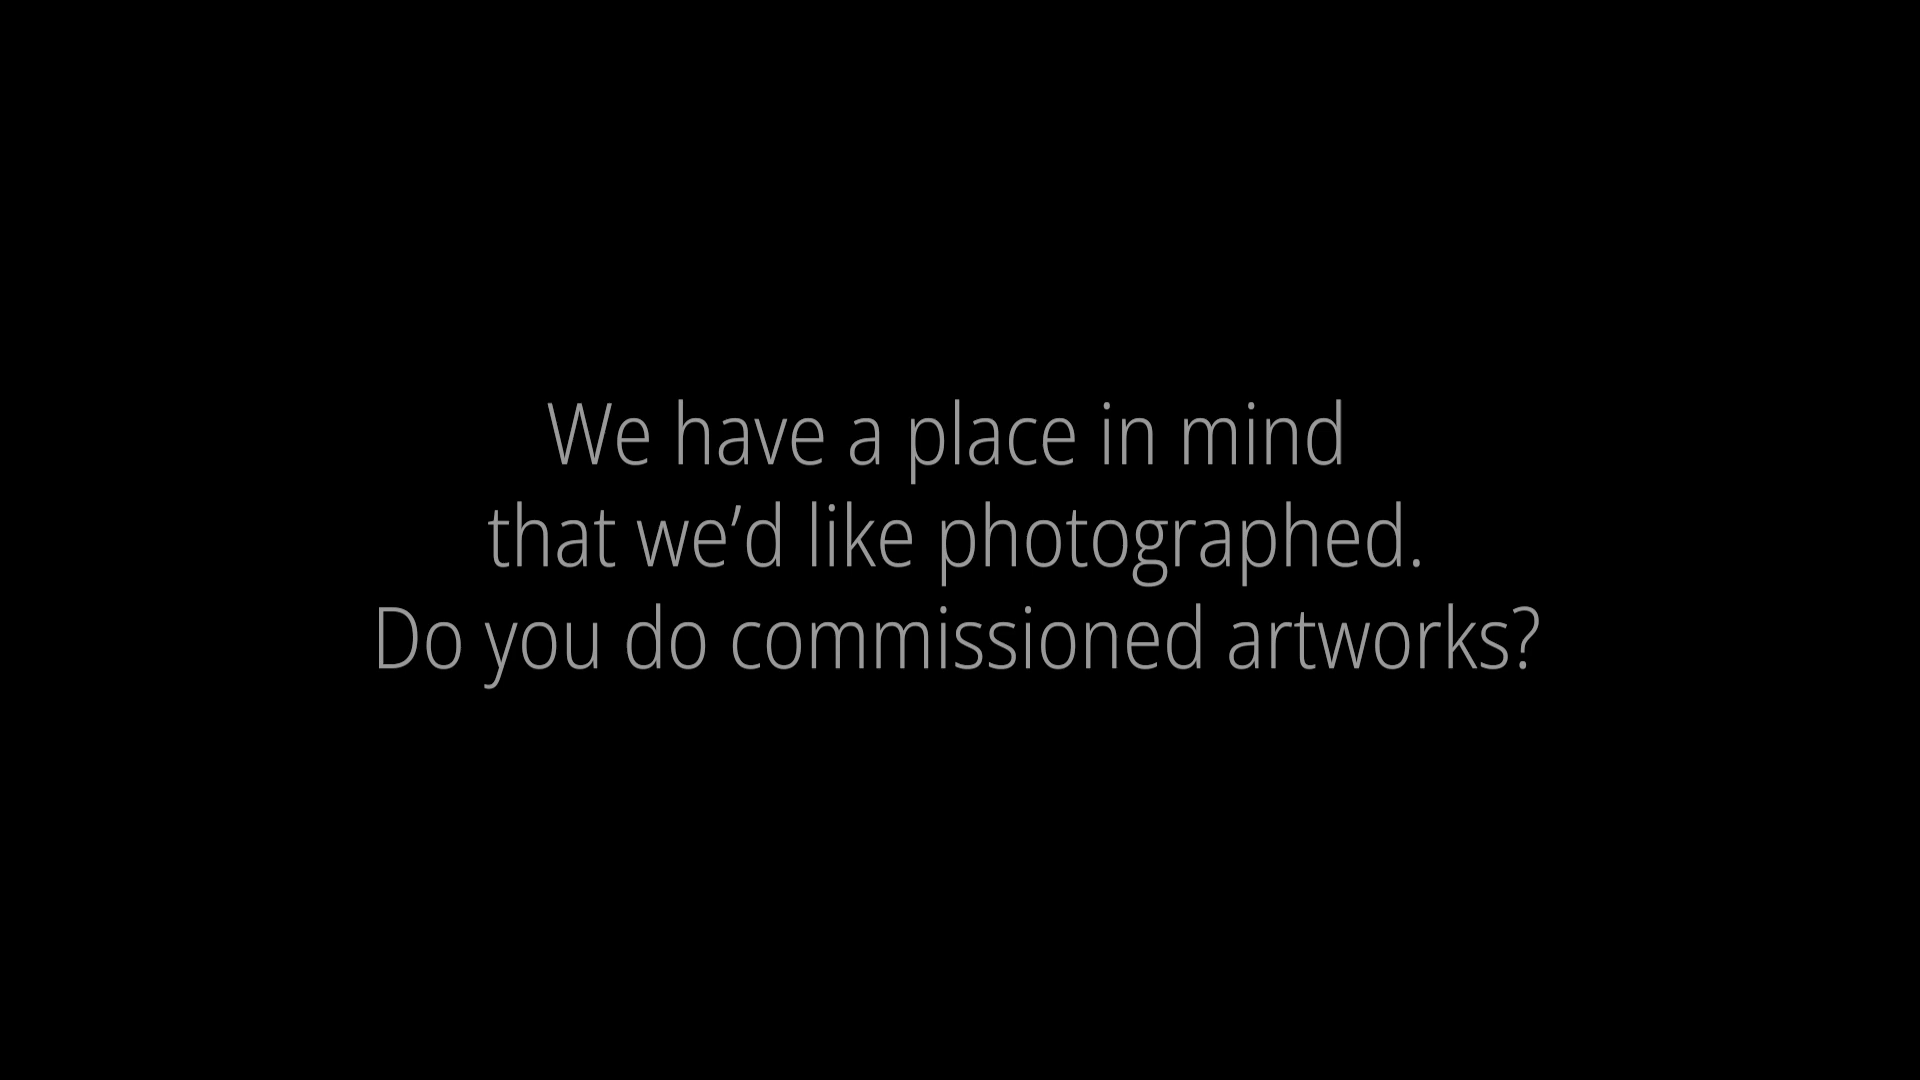 We have a place in mind
that we’d like photographed.
Do you do commissioned artworks?